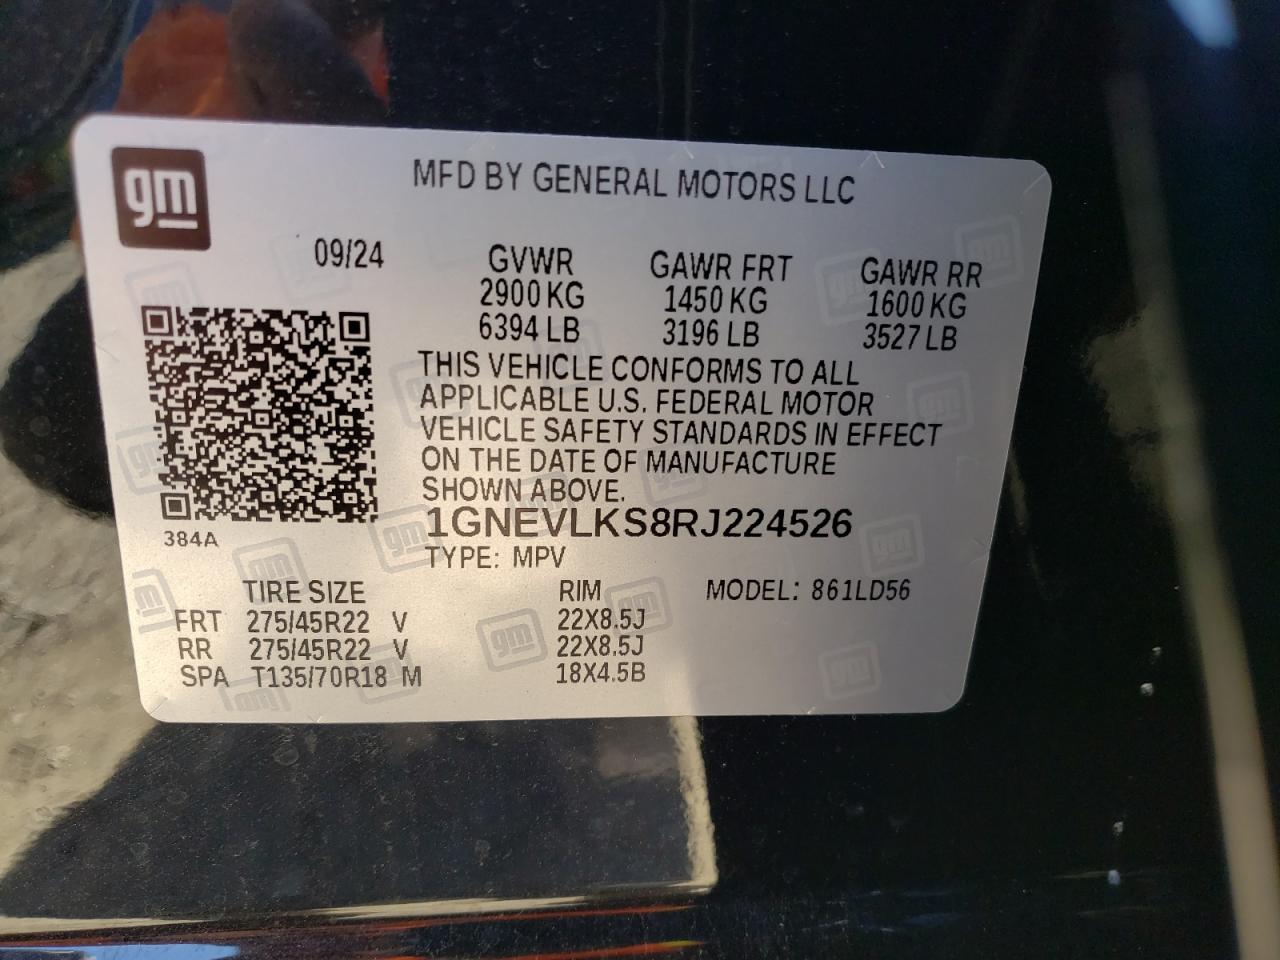 gm
MFD BY GENERAL MOTORS LLC
09/24 GVWR GAWR FRT GAWR RR
2900 KG 1450 KG 1600 KG
6394 LB 3196 LB 3527 LB
THIS VEHICLE CONFORMS TO ALL
APPLICABLE U.S. FEDERAL MOTOR
VEHICLE SAFETY STANDARDS IN EFFECT
ON THE DATE OF MANUFACTURE
SHOWN ABOVE.
1GNEVLKS8RJ224526
384A
TYPE: MPV
TIRE SIZE RIM MODEL: 861LD56
FRT 275/45R22 V 22X8.5J
RR 275/45R22 V 22X8.5J
SPA T135/70R18 M 18X4.5B